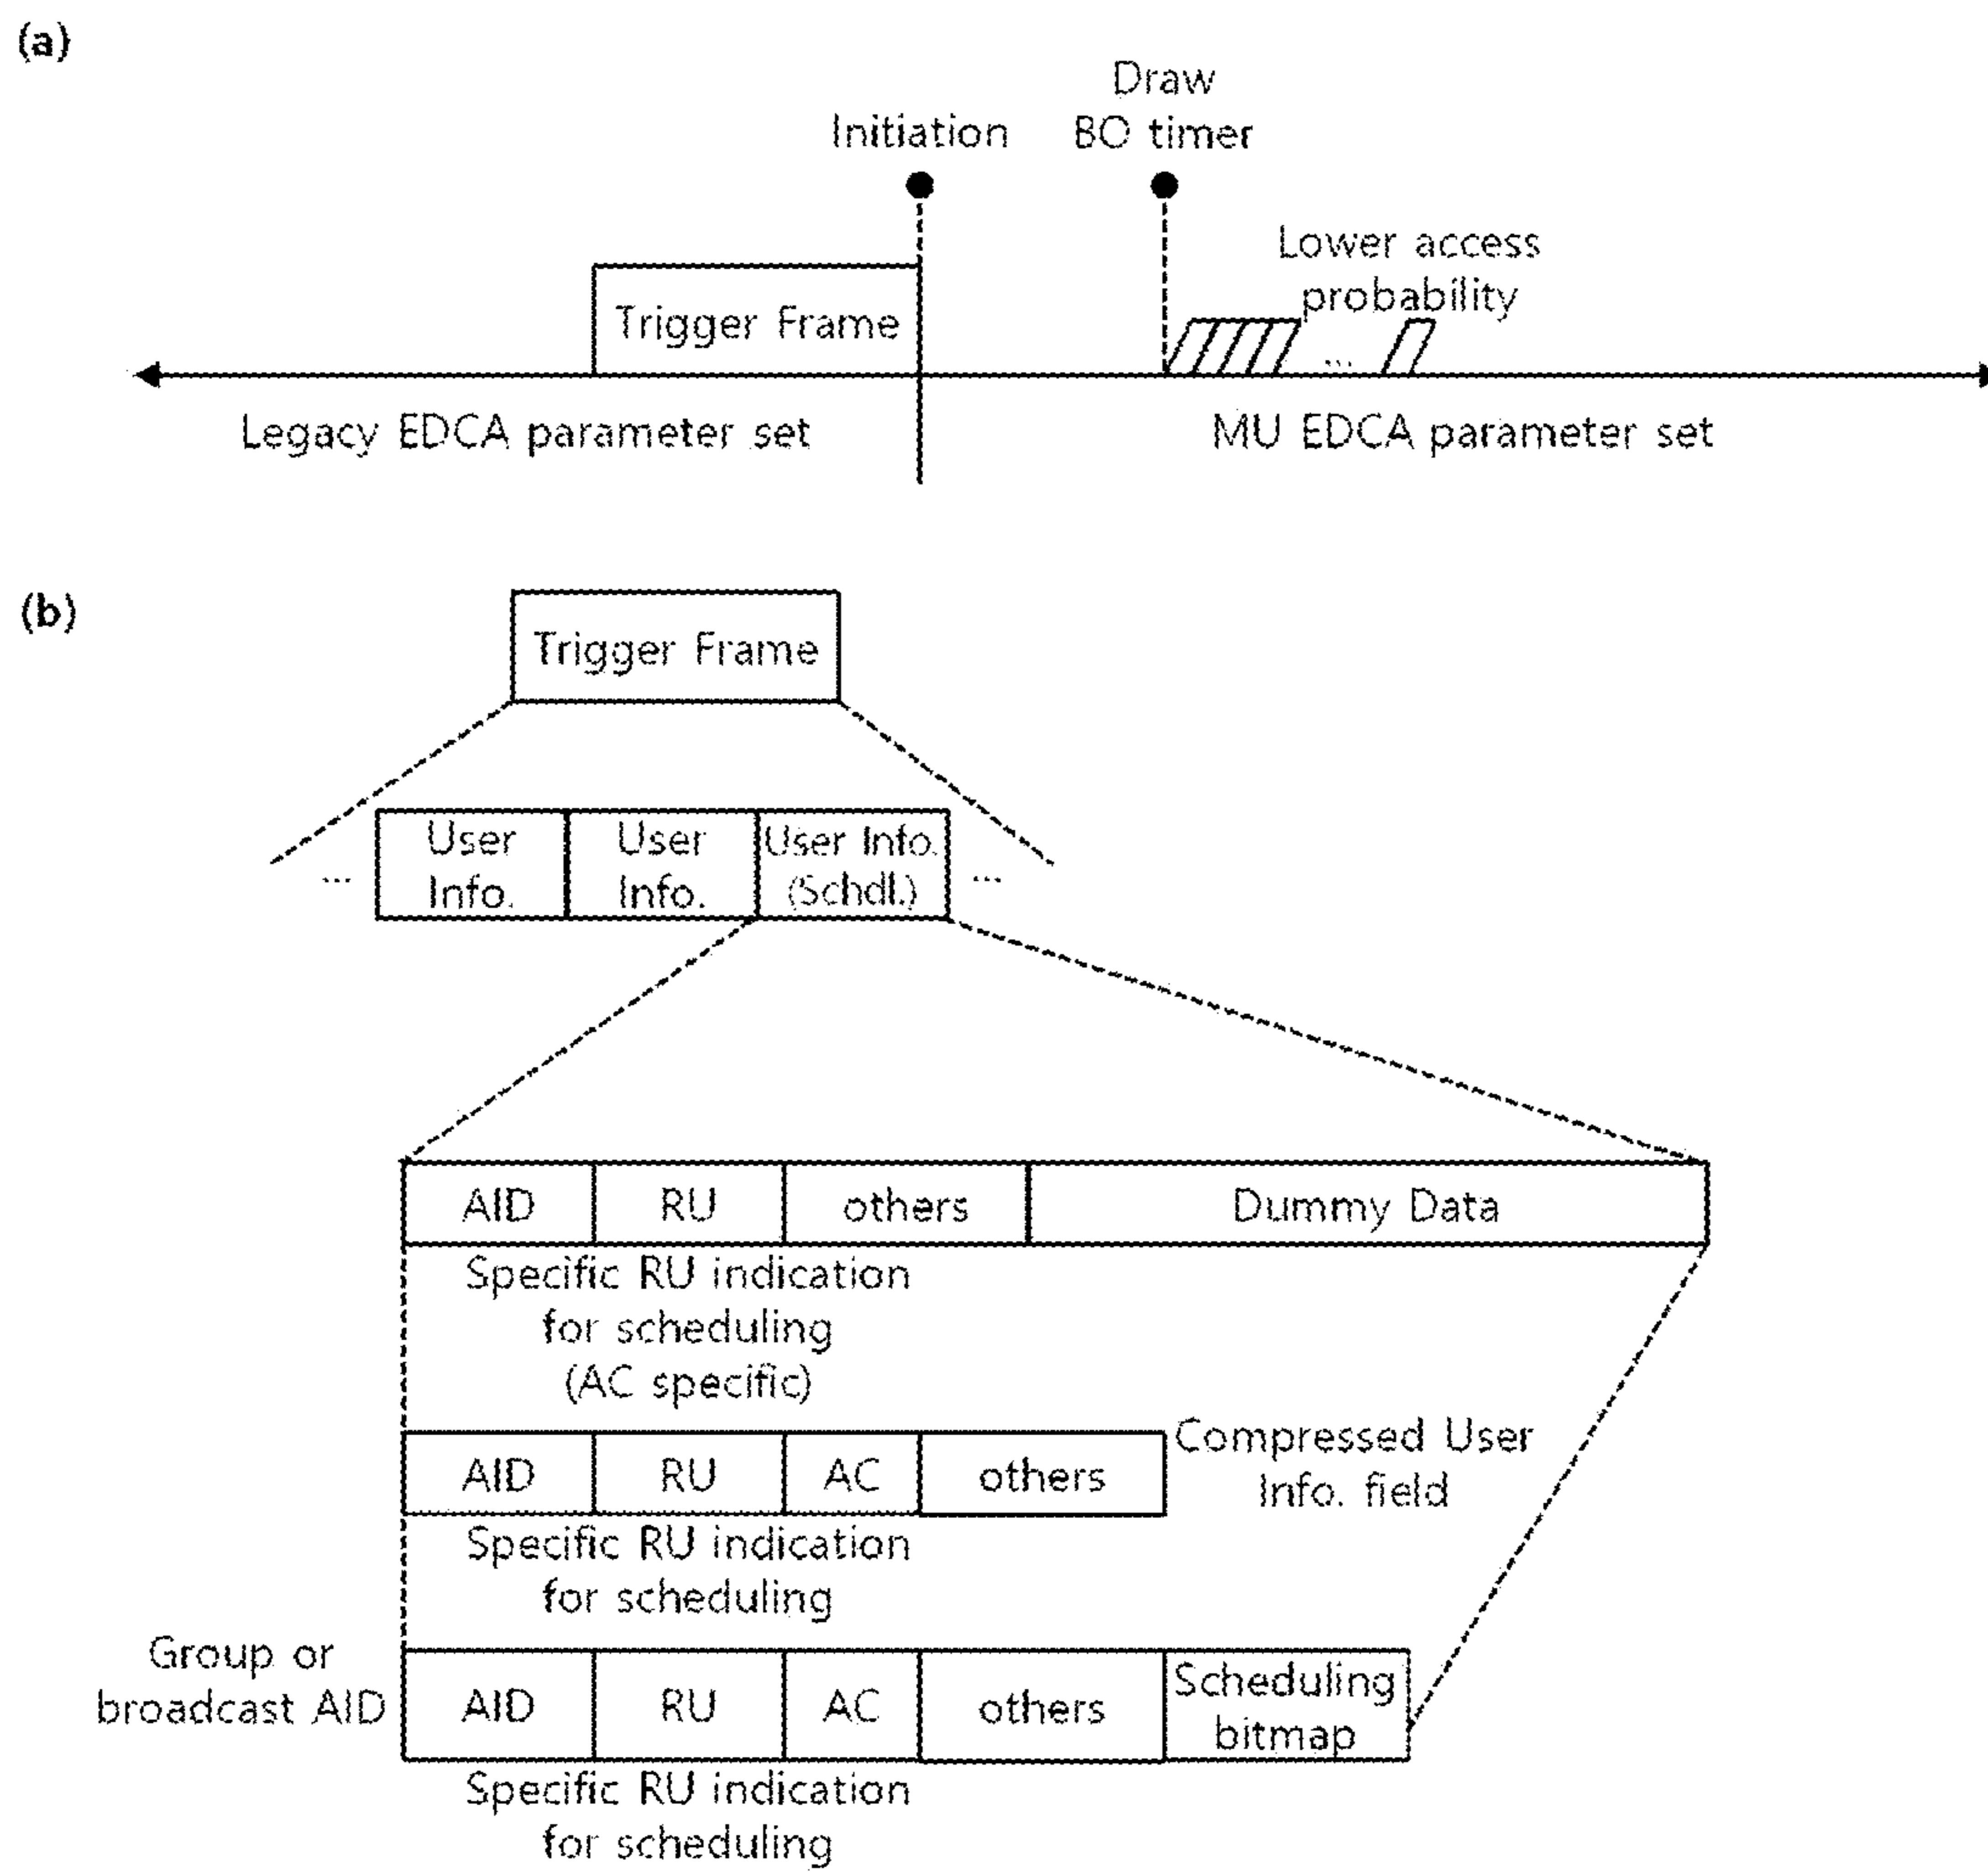 (a)
Draw
BO timer
Initiation
Lower access
probability
Trigger Frame
...
Legacy EDCA parameter set
MU EDCA parameter set
(b)
Trigger Frame
...
User
Info.
User
Info.
User Info.
(Schdl.)
...
AID
RU
others
Dummy Data
Specific RU indication
for scheduling
(AC specific)
AID
RU
AC
others
Compressed User
Info. field
Specific RU indication
for scheduling
Group or
broadcast AID
AID
RU
AC
others
Scheduling
bitmap
Specific RU indication
for scheduling